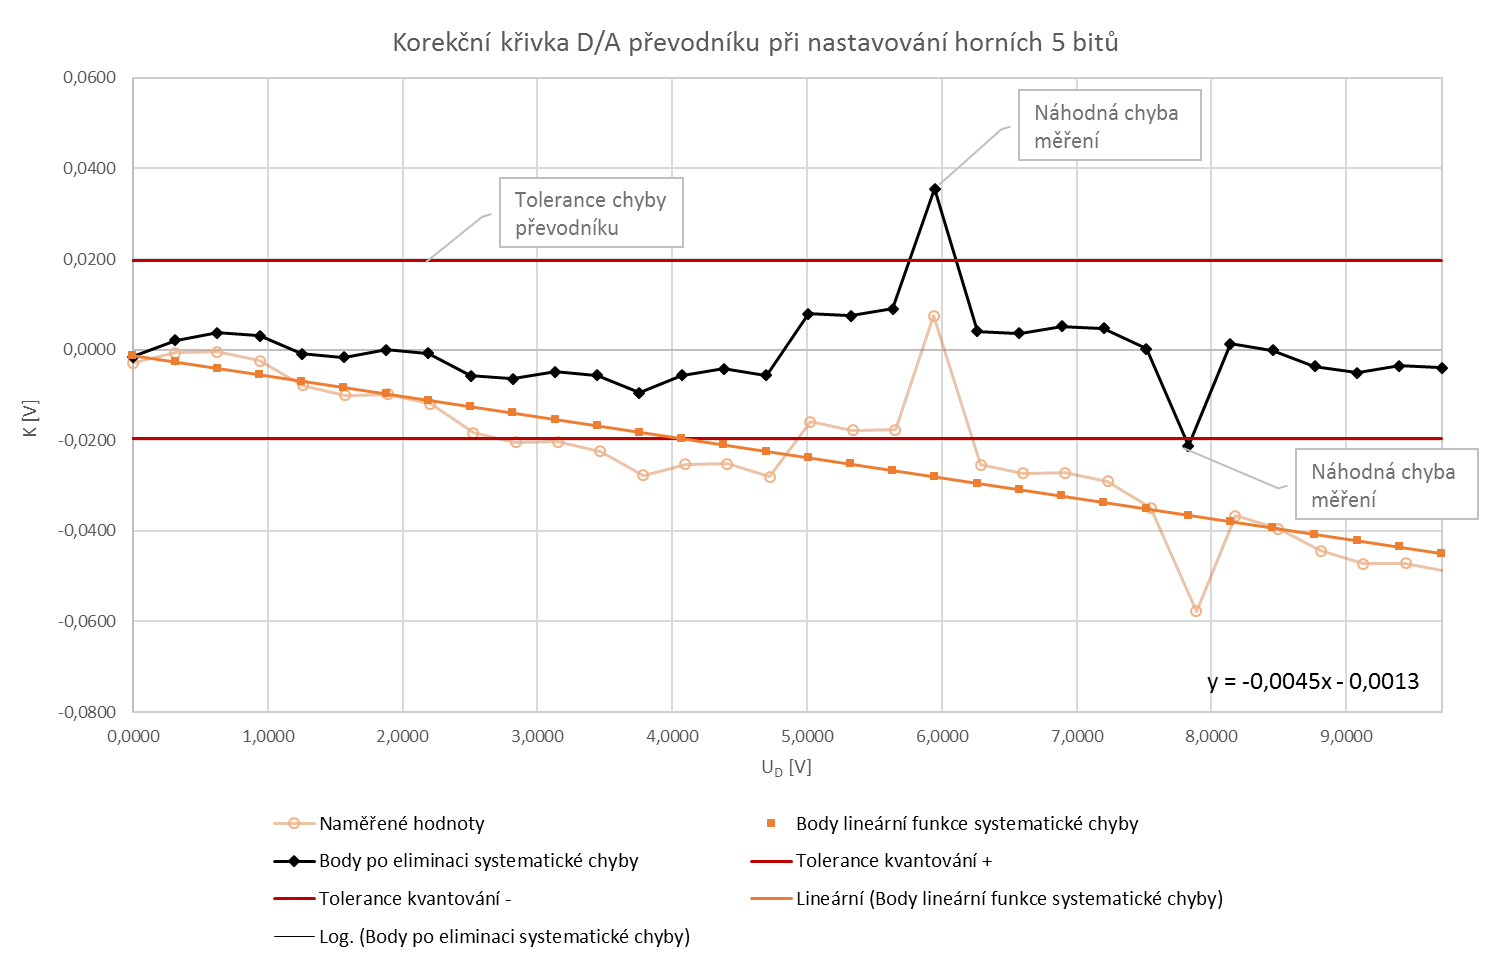 Korekční křivka D/A převodníku při nastavování horních 5 bitů
0,0600
0,0400
0,0200
0,0000
-0,0200
-0,0400
-0,0600
-0,0800
K [V]
Náhodná chyba
měření
Tolerance chyby
převodníku
Náhodná chyba
měření
y = -0,0045x - 0,0013
0,0000 1,0000 2,0000 3,0000 4,0000 5,0000 6,0000 7,0000 8,0000 9,0000
UD [V]
Naměřené hodnoty
Body lineární funkce systematické chyby
Body po eliminaci systematické chyby
Tolerance kvantování +
Tolerance kvantování -
Lineární (Body lineární funkce systematické chyby)
Log. (Body po eliminaci systematické chyby)